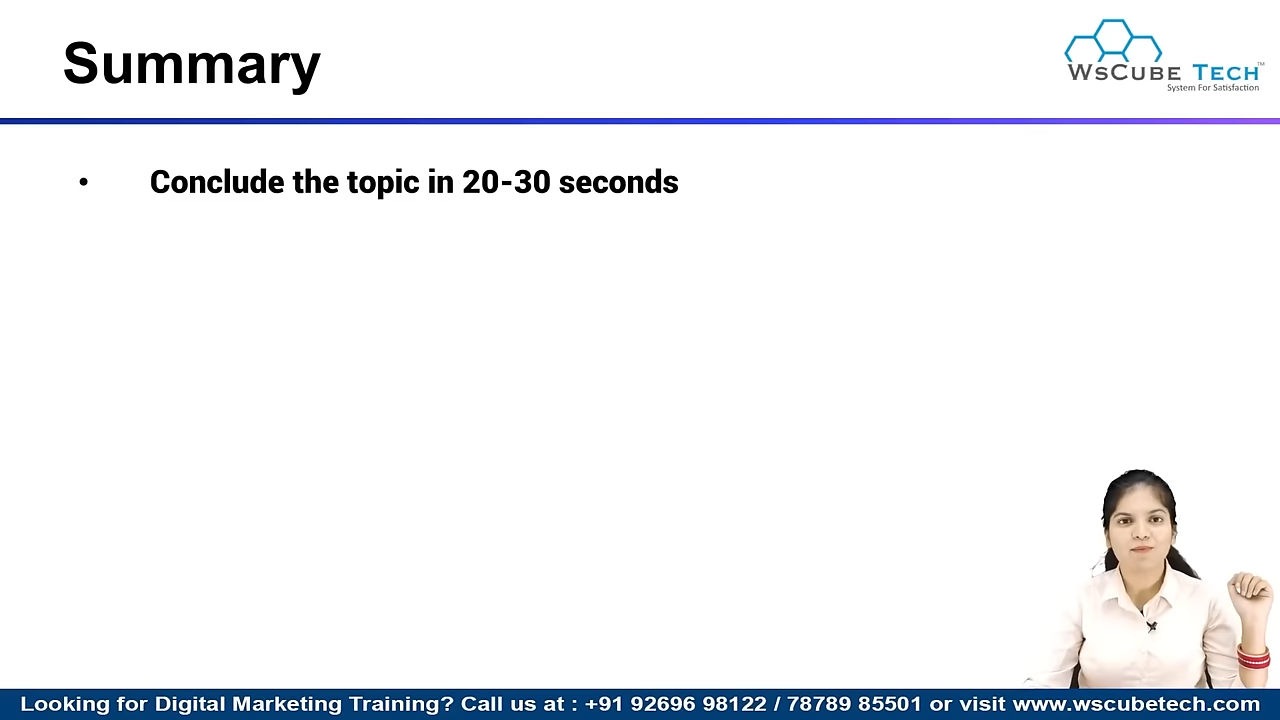 Summary
WSCUBE TECH™
System For Satisfaction
• Conclude the topic in 20-30 seconds
Looking for Digital Marketing Training? Call us at : +91 92696 98122 / 78789 85501 or visit www.wscubetech.com